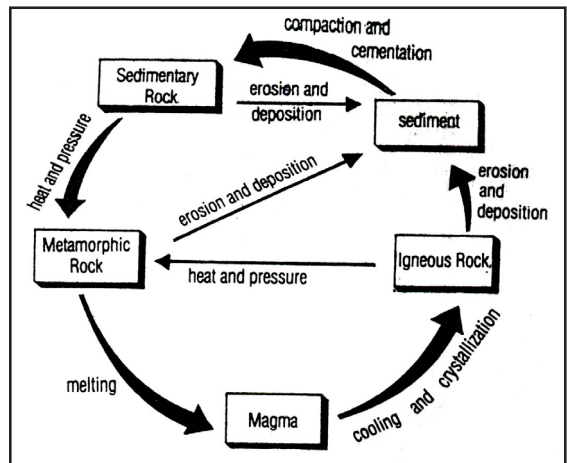 compaction and
cementation
Sedimentary
Rock
erosion and
deposition
sediment
heat and pressure
erosion and deposition
erosion
and
deposition
Metamorphic
Rock
heat and pressure
Igneous Rock
melting
Magma
cooling and crystallization